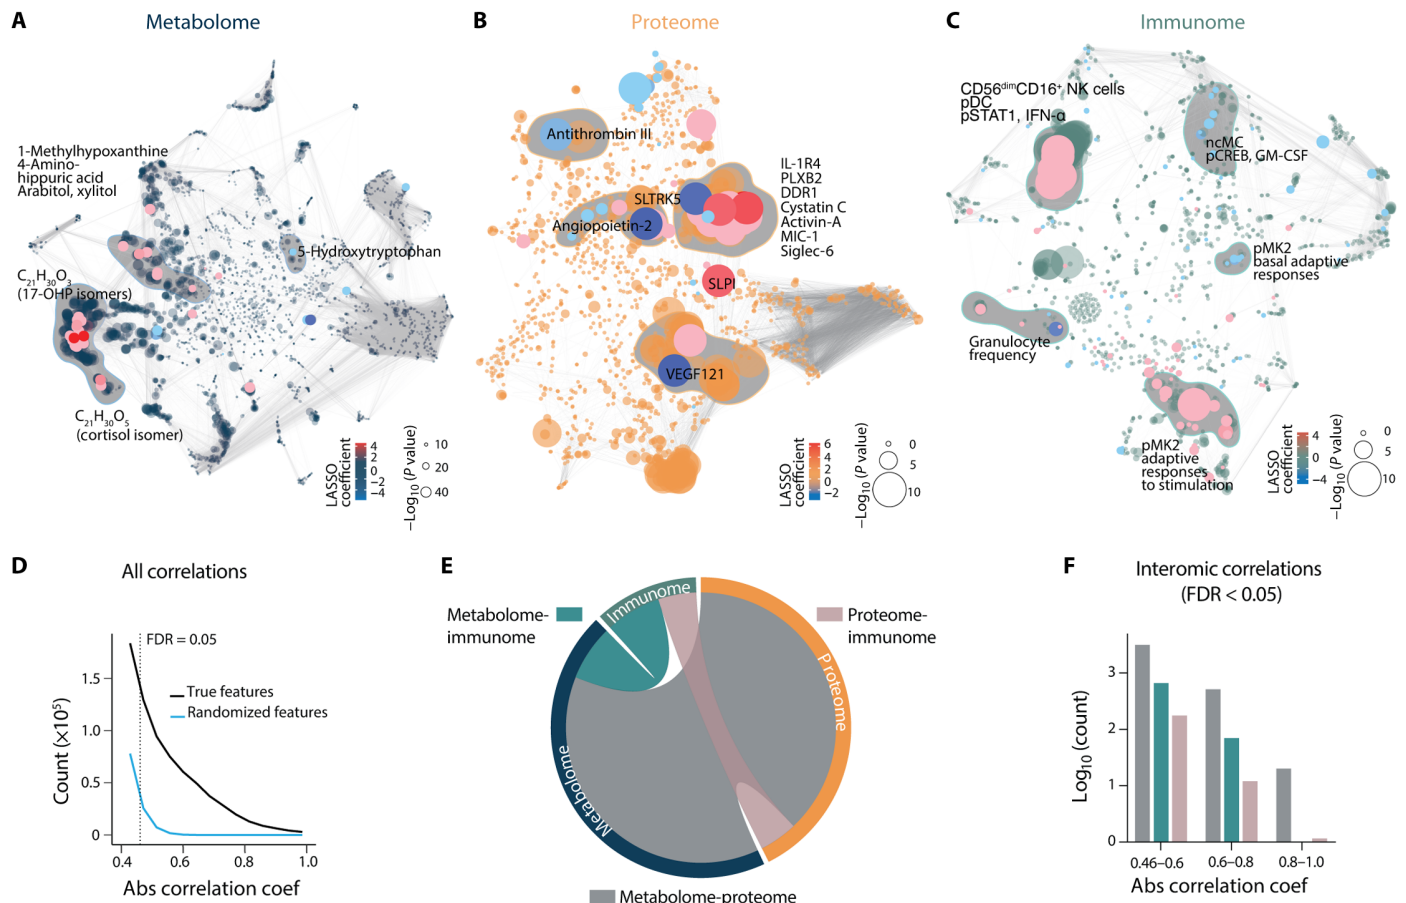 A
Metabolome
1-Methylhypoxanthine
4-Amino-
hippuric acid
Arabitol, xylitol
5-Hydroxytryptophan
C21H30O3
(17-OHP isomers)
C21H30O5
(cortisol isomer)
LASSO
coefficient
4
2
0
−2
−4
−Log10 (P value)
10
20
40
B
Proteome
Antithrombin III
IL-1R4
PLXB2
DDR1
Cystatin C
Activin-A
MIC-1
Siglec-6
SLTRK5
Angiopoietin-2
SLPI
VEGF121
LASSO
coefficient
6
4
2
0
−2
−Log10 (P value)
0
5
10
C
Immunome
CD56dimCD16+ NK cells
pDC
pSTAT1, IFN-α
ncMC
pCREB, GM-CSF
pMK2
basal adaptive
responses
Granulocyte
frequency
pMK2
adaptive
responses
to stimulation
LASSO
coefficient
4
0
−4
−Log10 (P value)
0
5
10
D
All correlations
FDR = 0.05
True features
Randomized features
Count (×10⁵)
1.5
1.0
0.5
0
0.4
0.6
0.8
1.0
Abs correlation coef
E
Metabolome-
immunome
Immunome
Proteome-
immunome
Proteome
Metabolome
Metabolome-proteome
F
Interomic correlations
(FDR < 0.05)
Log10 (count)
3
2
1
0
0.46–0.6
0.6–0.8
0.8–1.0
Abs correlation coef